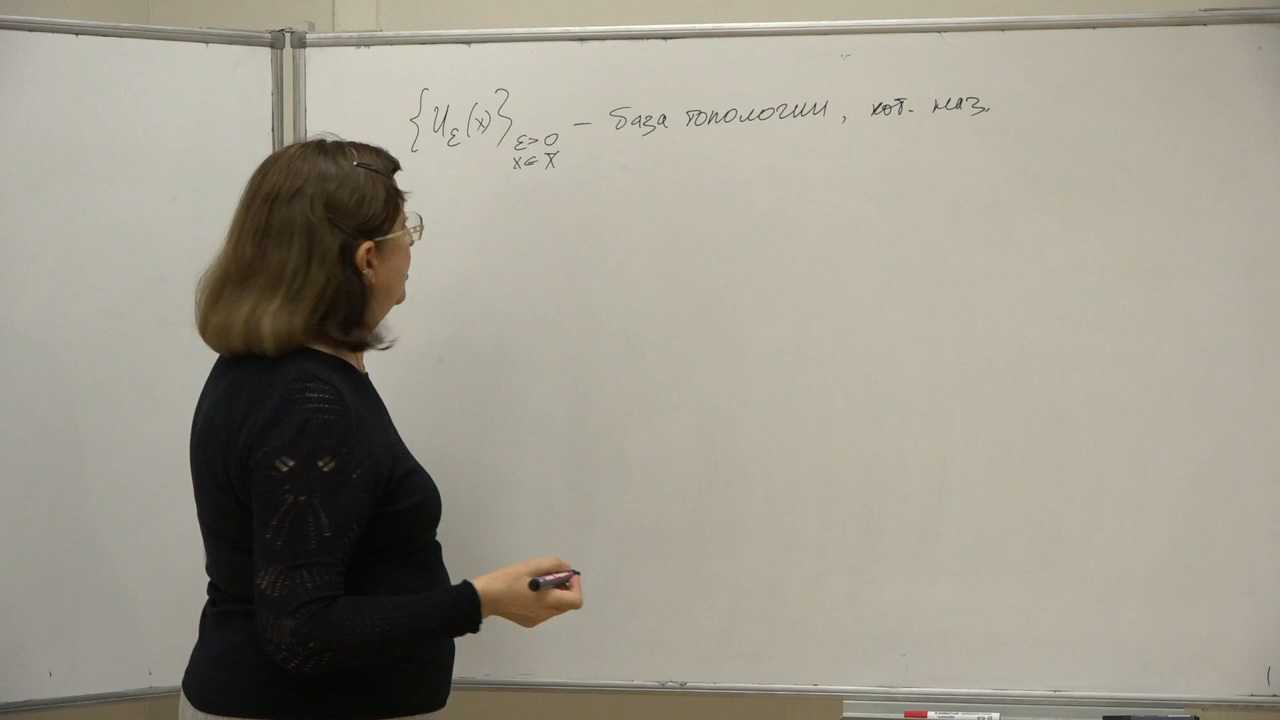 {U_ε(x)}_{ε>0, x∈X} – база топологии, кот. наз.